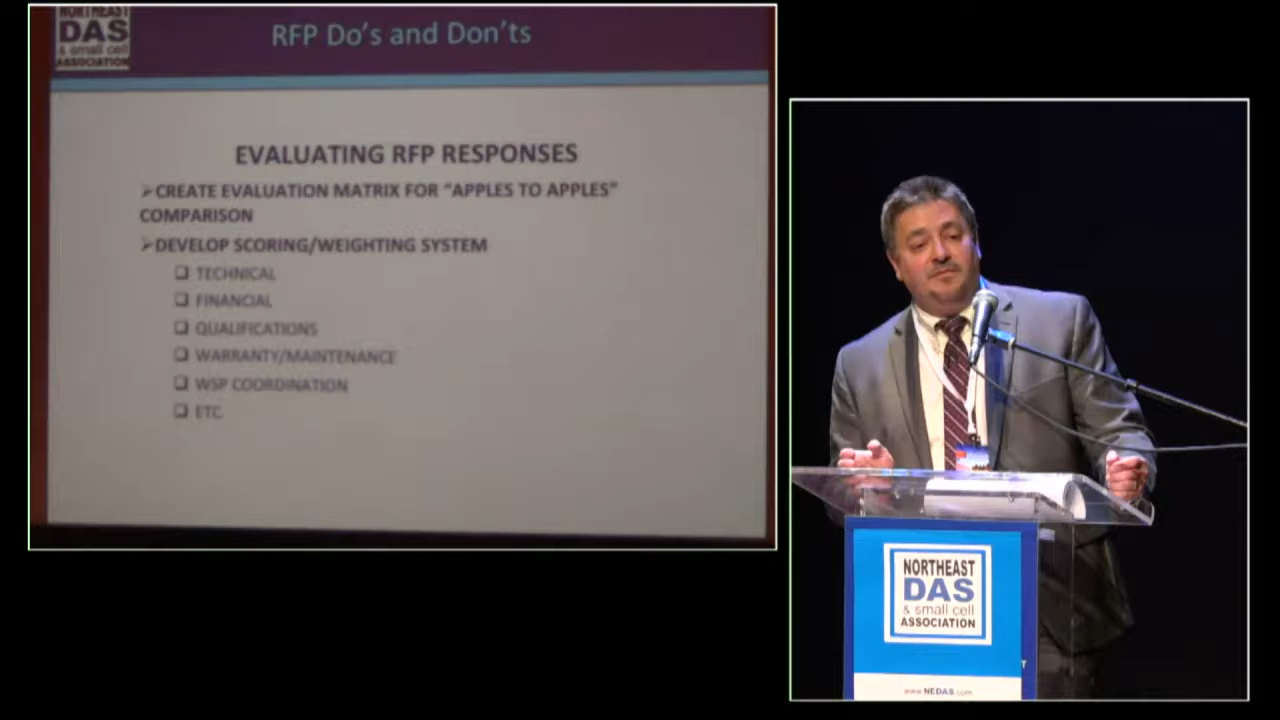 NORTHEAST
DAS
& small cell
ASSOCIATION
RFP Do's and Don'ts
EVALUATING RFP RESPONSES
➢CREATE EVALUATION MATRIX FOR “APPLES TO APPLES”
COMPARISON
➢DEVELOP SCORING/WEIGHTING SYSTEM
❑ TECHNICAL
❑ FINANCIAL
❑ QUALIFICATIONS
❑ WARRANTY/MAINTENANCE
❑ WSP COORDINATION
❑ ETC
NORTHEAST
DAS
& small cell
ASSOCIATION
T
www.NEDAS.com